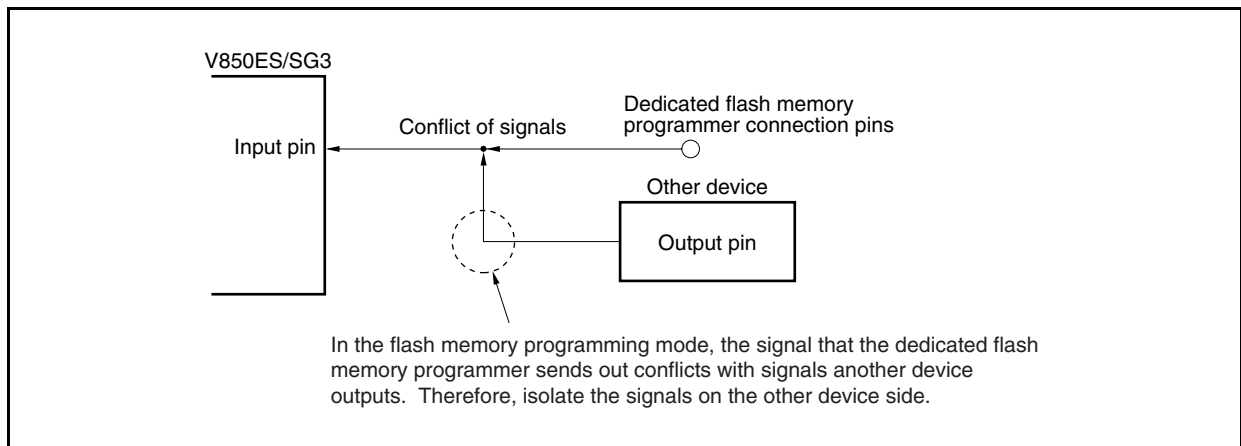 V850ES/SG3
Input pin
Conflict of signals
Dedicated flash memory
programmer connection pins
Other device
Output pin
In the flash memory programming mode, the signal that the dedicated flash
memory programmer sends out conflicts with signals another device
outputs.  Therefore, isolate the signals on the other device side.